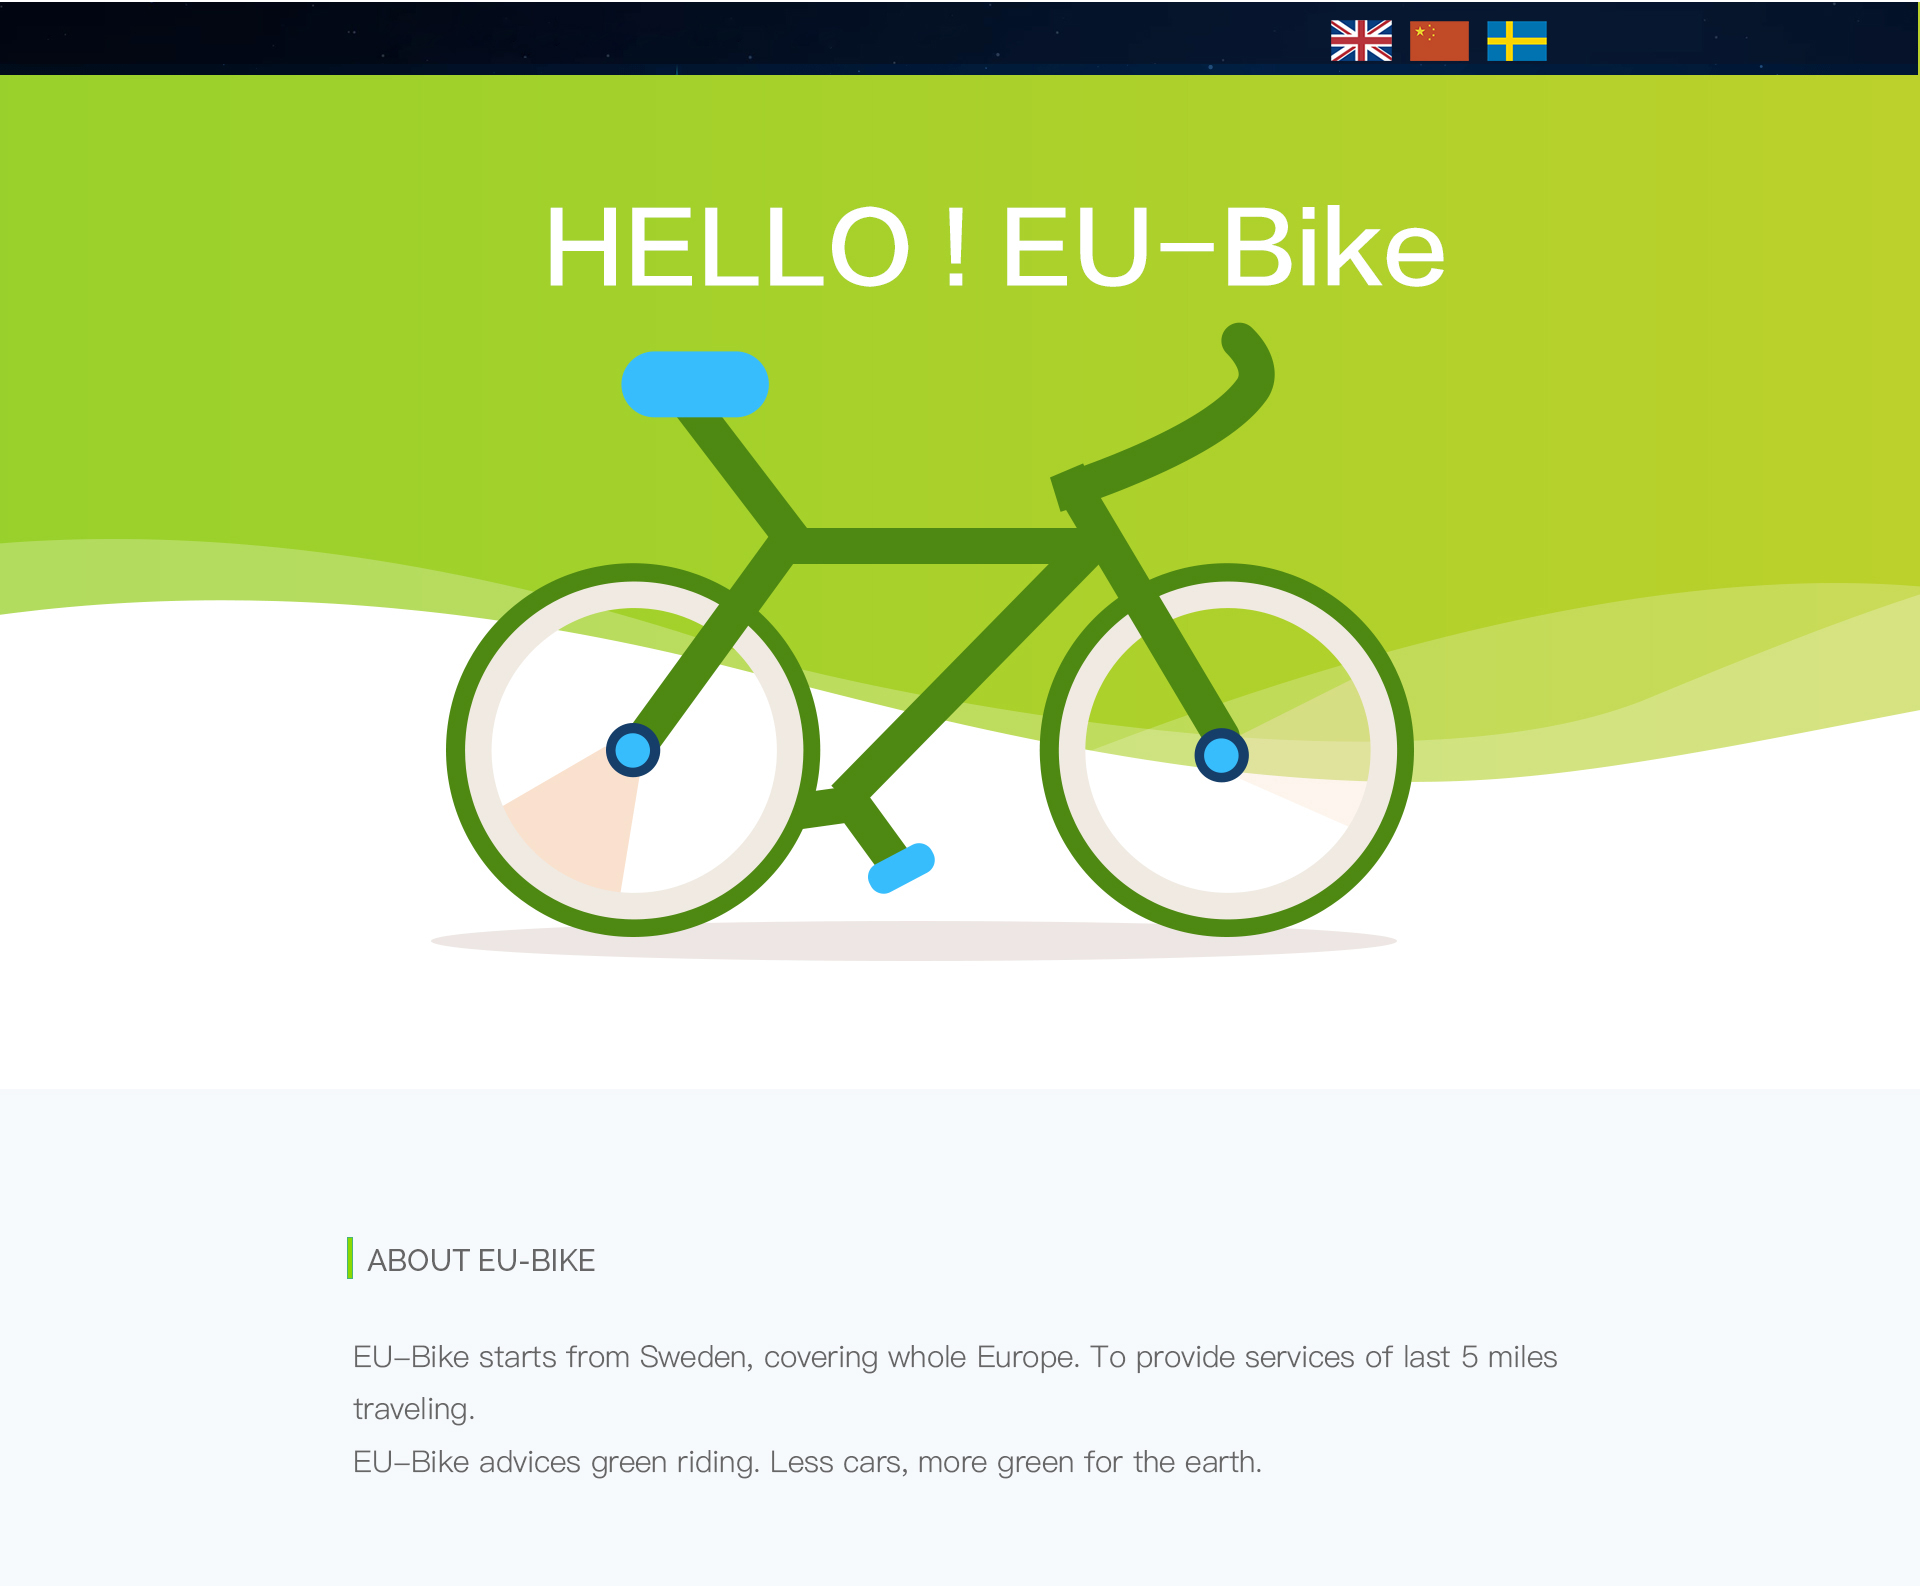 HELLO ! EU-Bike
ABOUT EU-BIKE
EU-Bike starts from Sweden, covering whole Europe. To provide services of last 5 miles
traveling.
EU-Bike advices green riding. Less cars, more green for the earth.